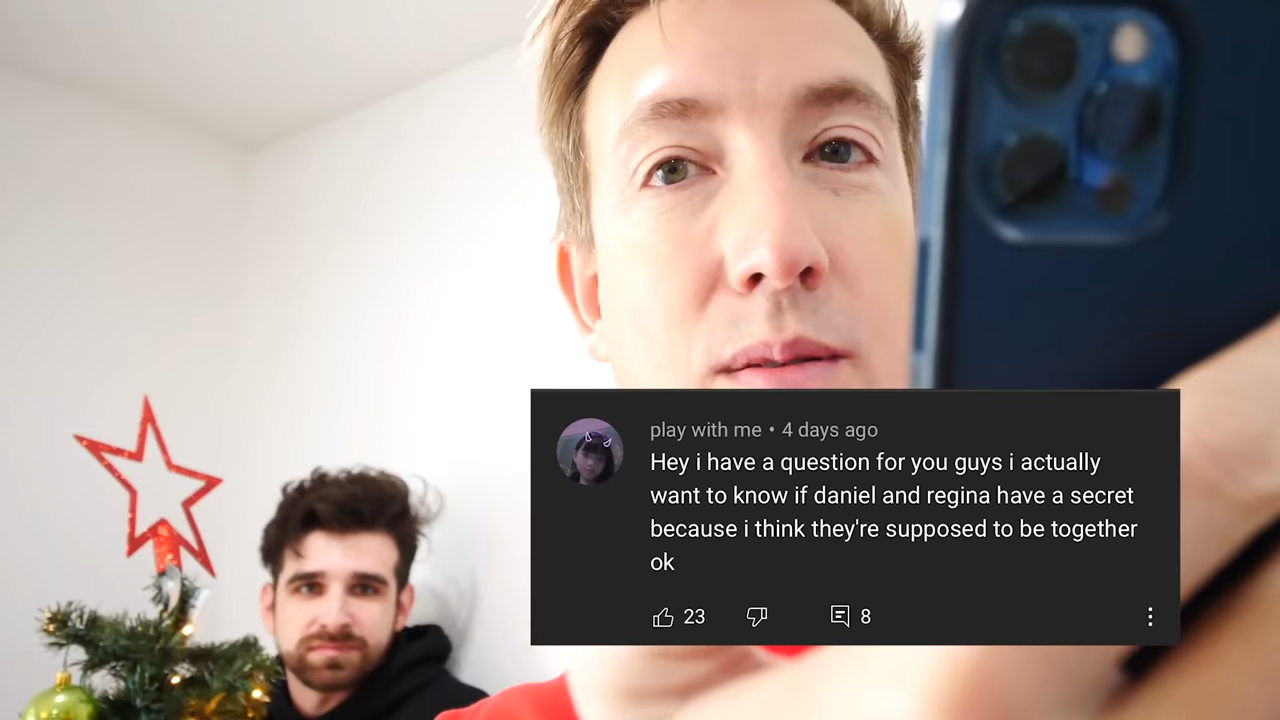 play with me • 4 days ago
Hey i have a question for you guys i actually
want to know if daniel and regina have a secret
because i think they're supposed to be together
ok
23 8